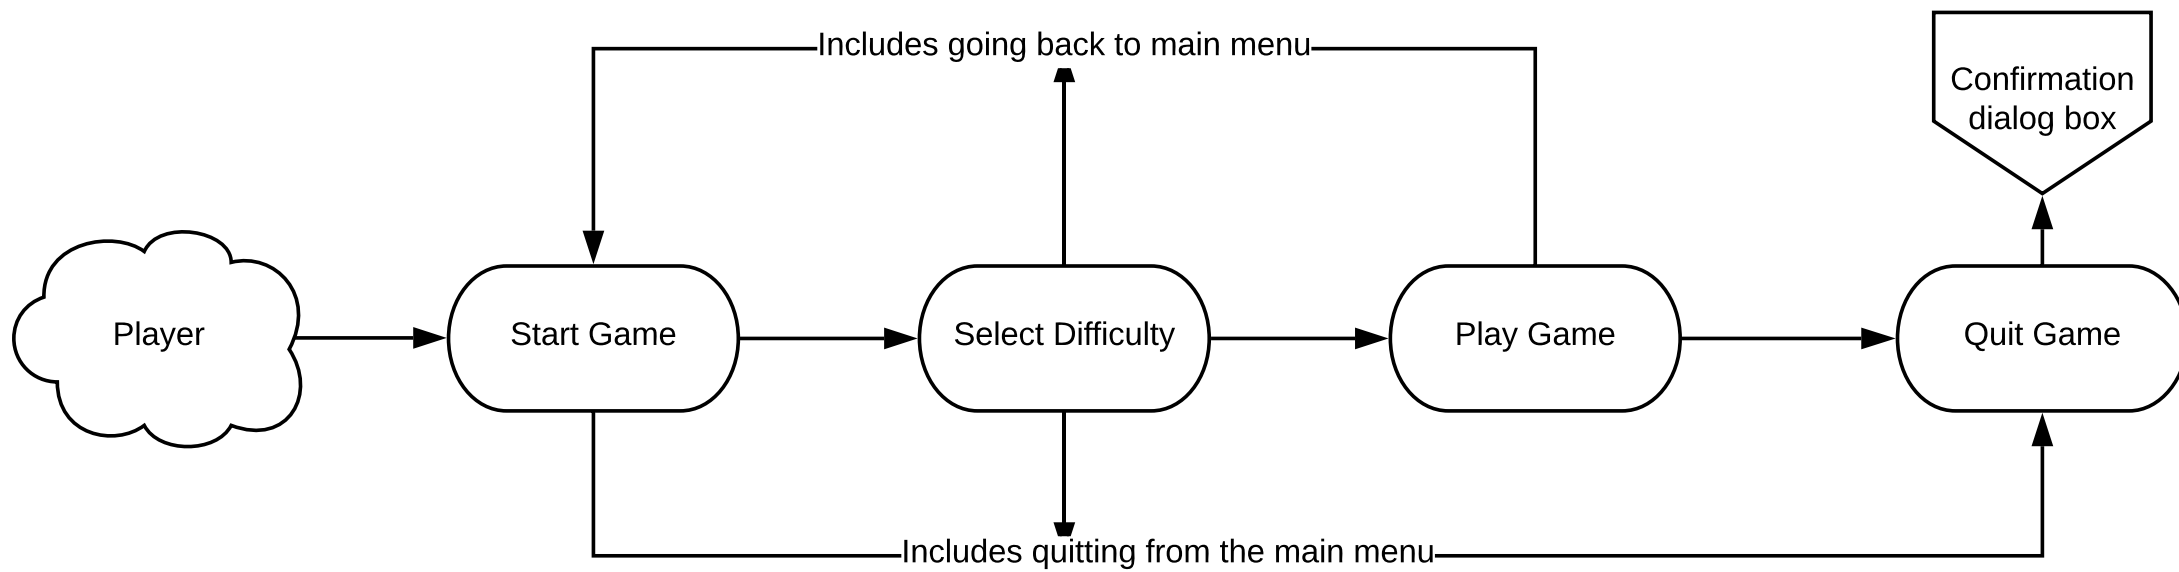 Includes going back to main menu
Confirmation
dialog box
Player
Start Game
Select Difficulty
Play Game
Quit Game
Includes quitting from the main menu